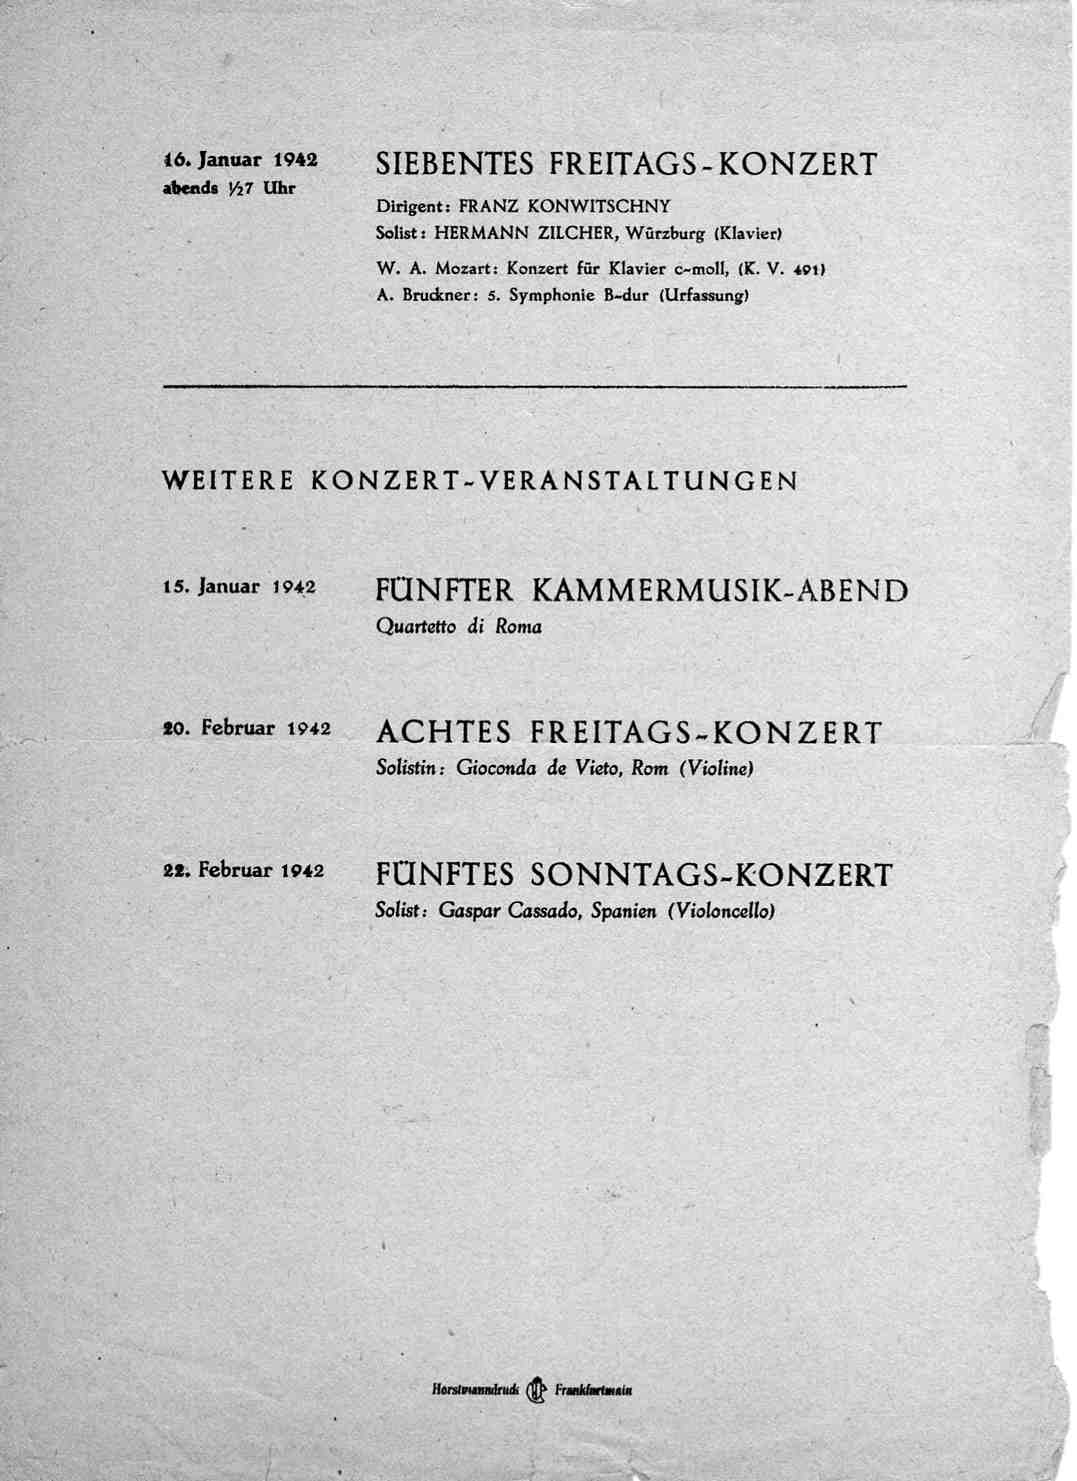 16. Januar 1942
abends ½7 Uhr
SIEBENTES FREITAGS-KONZERT
Dirigent: FRANZ KONWITSCHNY
Solist: HERMANN ZILCHER, Würzburg (Klavier)
W. A. Mozart: Konzert für Klavier c-moll, (K. V. 491)
A. Bruckner: 5. Symphonie B-dur (Urfassung)
WEITERE KONZERT-VERANSTALTUNGEN
15. Januar 1942
FÜNFTER KAMMERMUSIK-ABEND
Quartetto di Roma
20. Februar 1942
ACHTES FREITAGS-KONZERT
Solistin: Gioconda de Vieto, Rom (Violine)
22. Februar 1942
FÜNFTES SONNTAGS-KONZERT
Solist: Gaspar Cassado, Spanien (Violoncello)
Horstmanndruck Frankfurtmain